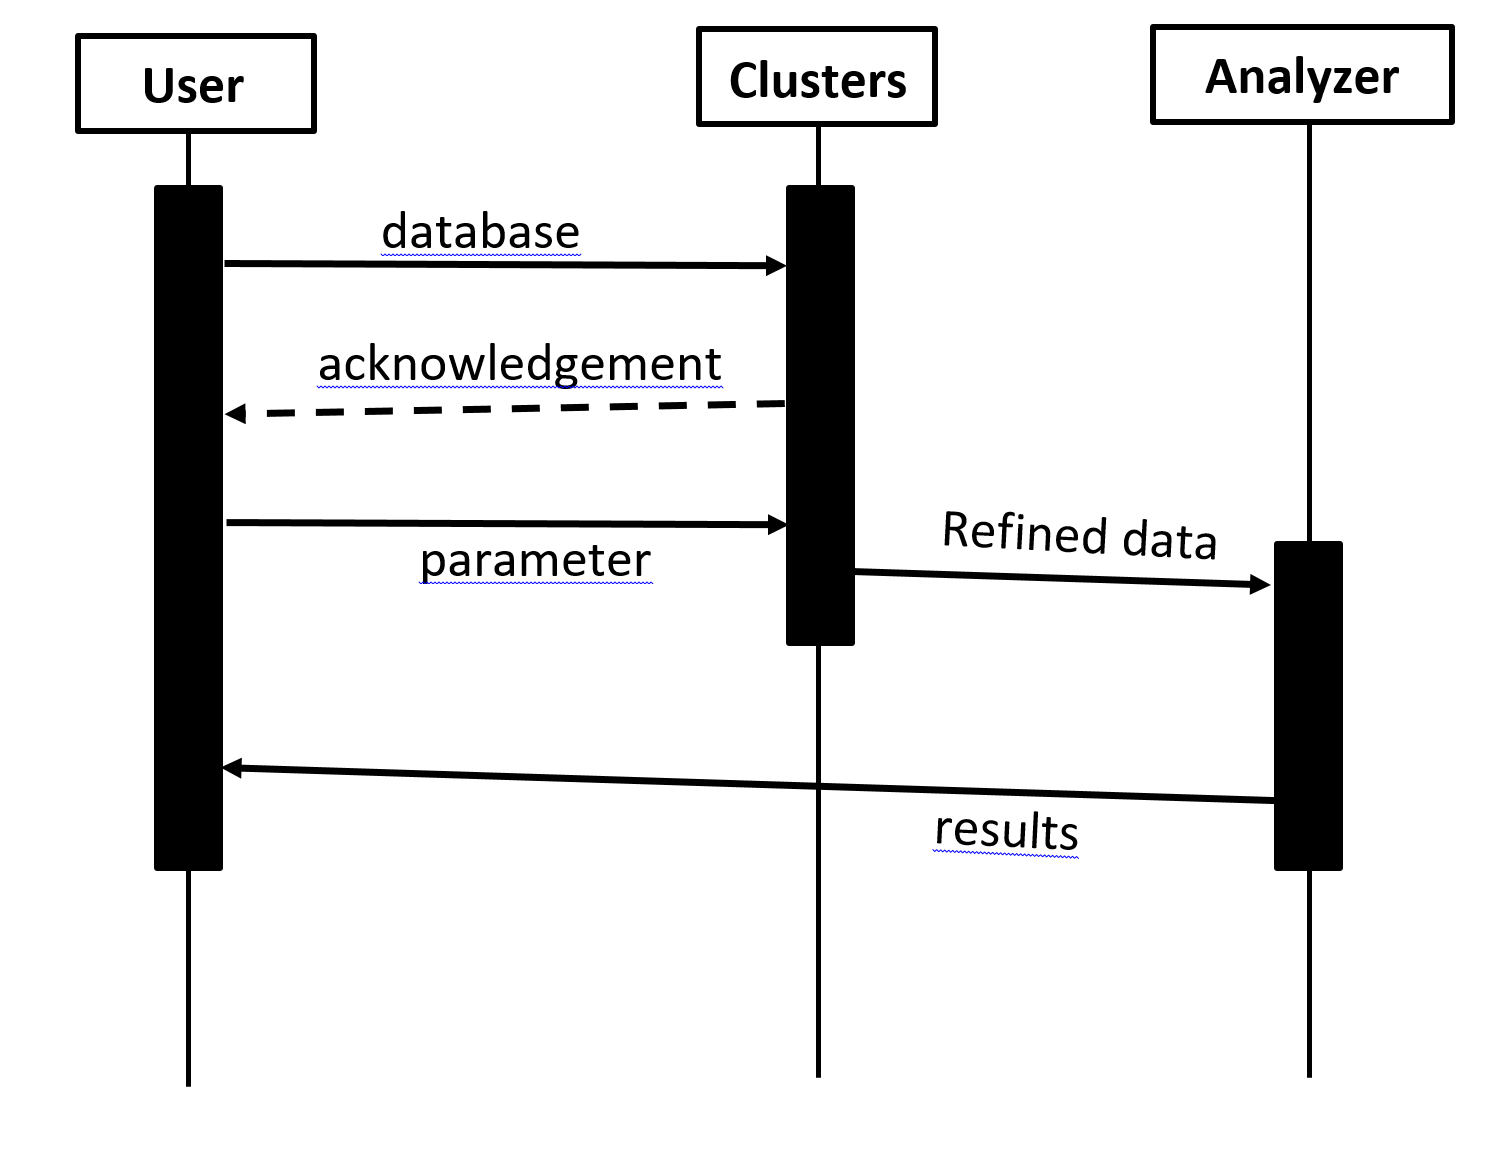 User
Clusters
Analyzer
database
acknowledgement
parameter
Refined data
results